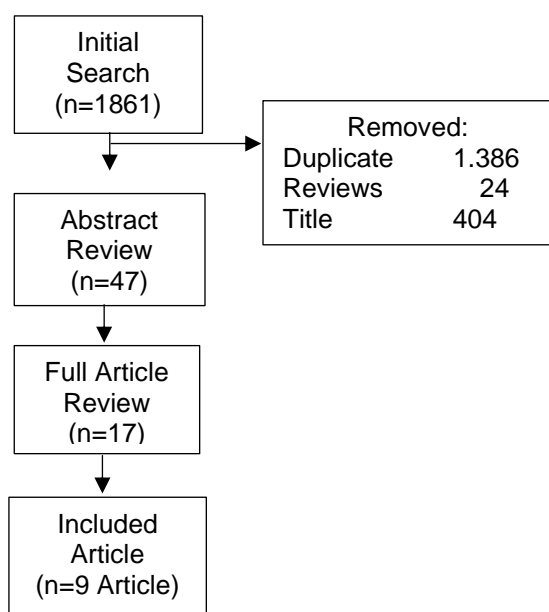 Initial
Search
(n=1861)
Removed:
Duplicate 1.386
Reviews 24
Title 404
Abstract
Review
(n=47)
Full Article
Review
(n=17)
Included
Article
(n=9 Article)